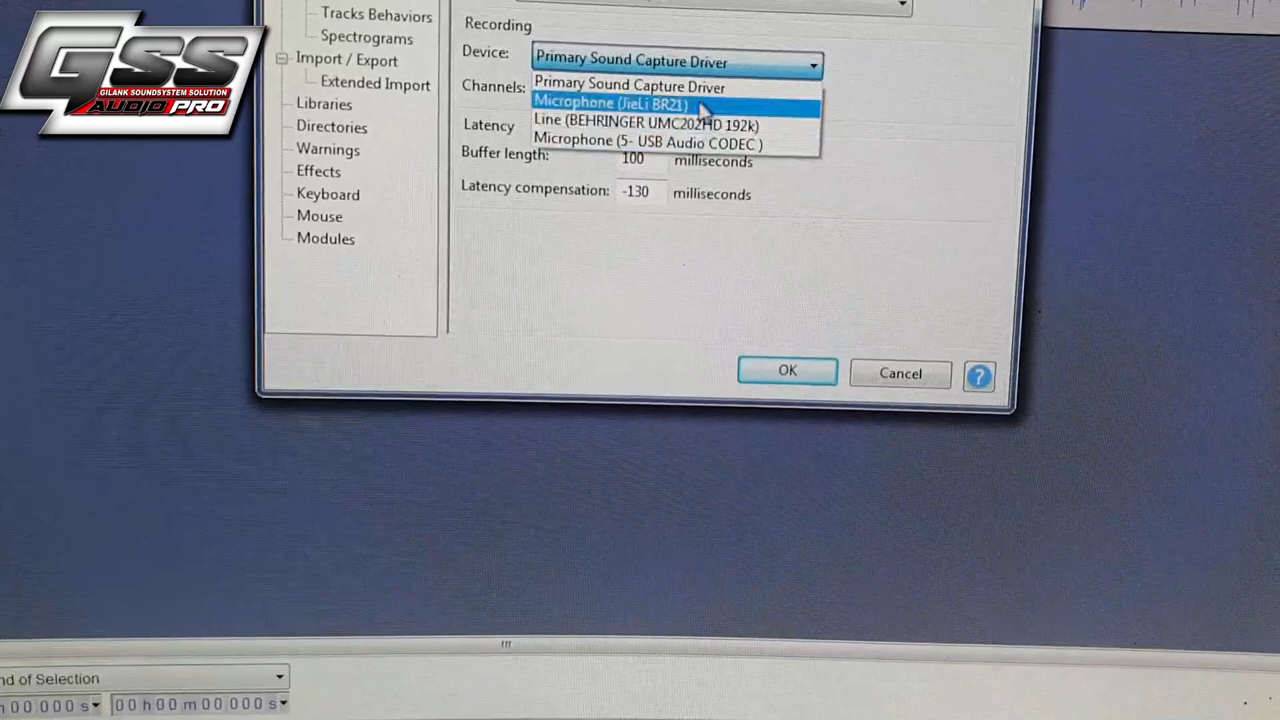 GSS
GILANK SOUNDSYSTEM SOLUTION
AUDIO PRO
Tracks Behaviors
Spectrograms
Import / Export
Extended Import
Libraries
Directories
Warnings
Effects
Keyboard
Mouse
Modules
Recording
Device: Primary Sound Capture Driver
Primary Sound Capture Driver
Channels: Microphone (JieLi BR21)
Line (BEHRINGER UMC202HD 192k)
Latency
Microphone (5- USB Audio CODEC )
Buffer length: 100 milliseconds
Latency compensation: -130 milliseconds
OK
Cancel
?
nd of Selection
h 00 .000 s
00 h 00 m 00 .000 s